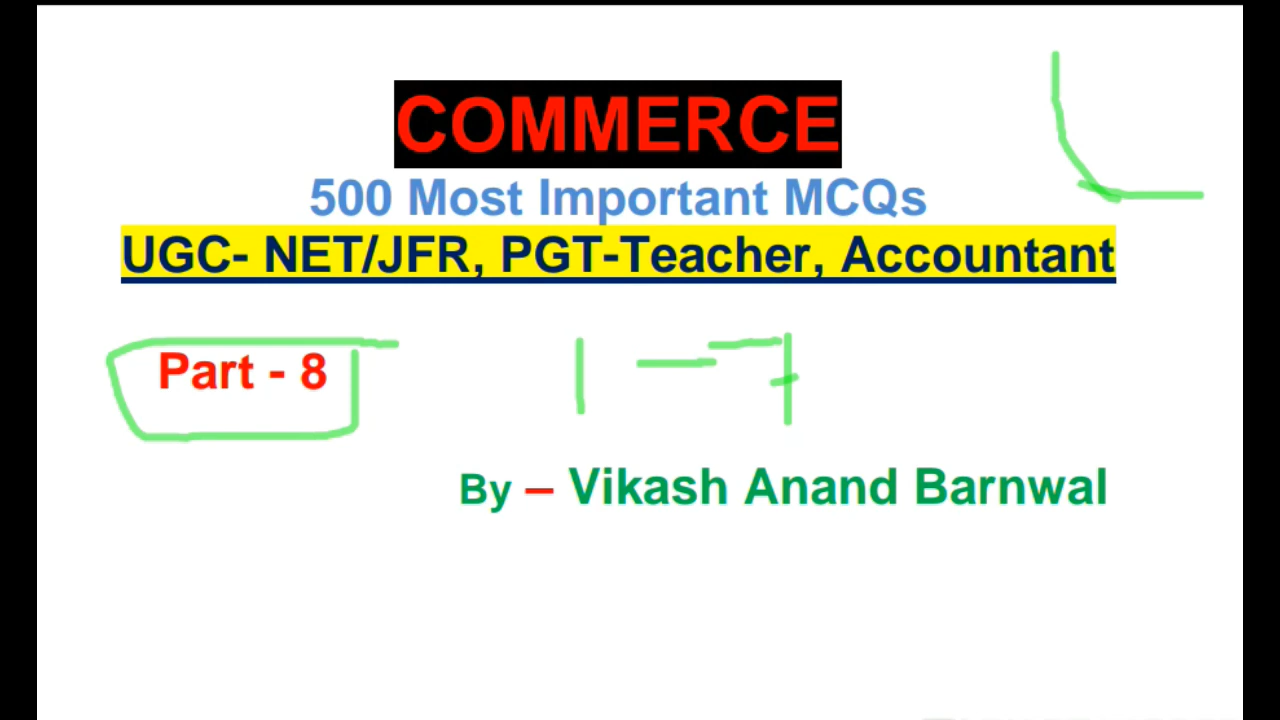 COMMERCE
500 Most Important MCQs
UGC- NET/JFR, PGT-Teacher, Accountant
Part - 8
By – Vikash Anand Barnwal